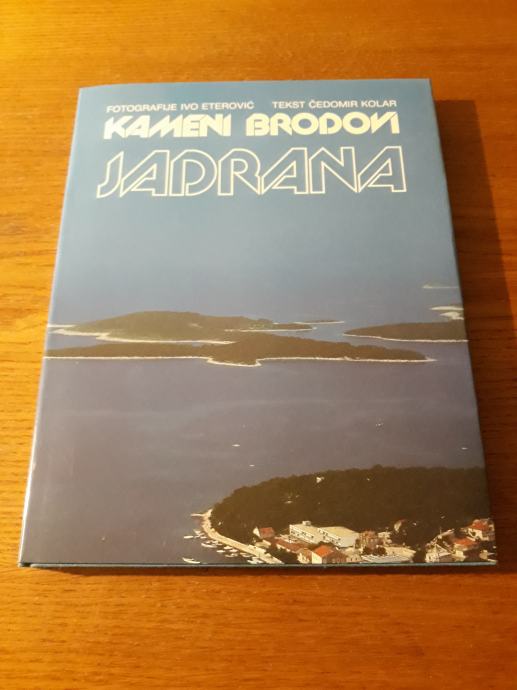 FOTOGRAFIJE IVO ETEROVIĆ TEKST ČEDOMIR KOLAR
KAMENI BRODOVI
JADRANA